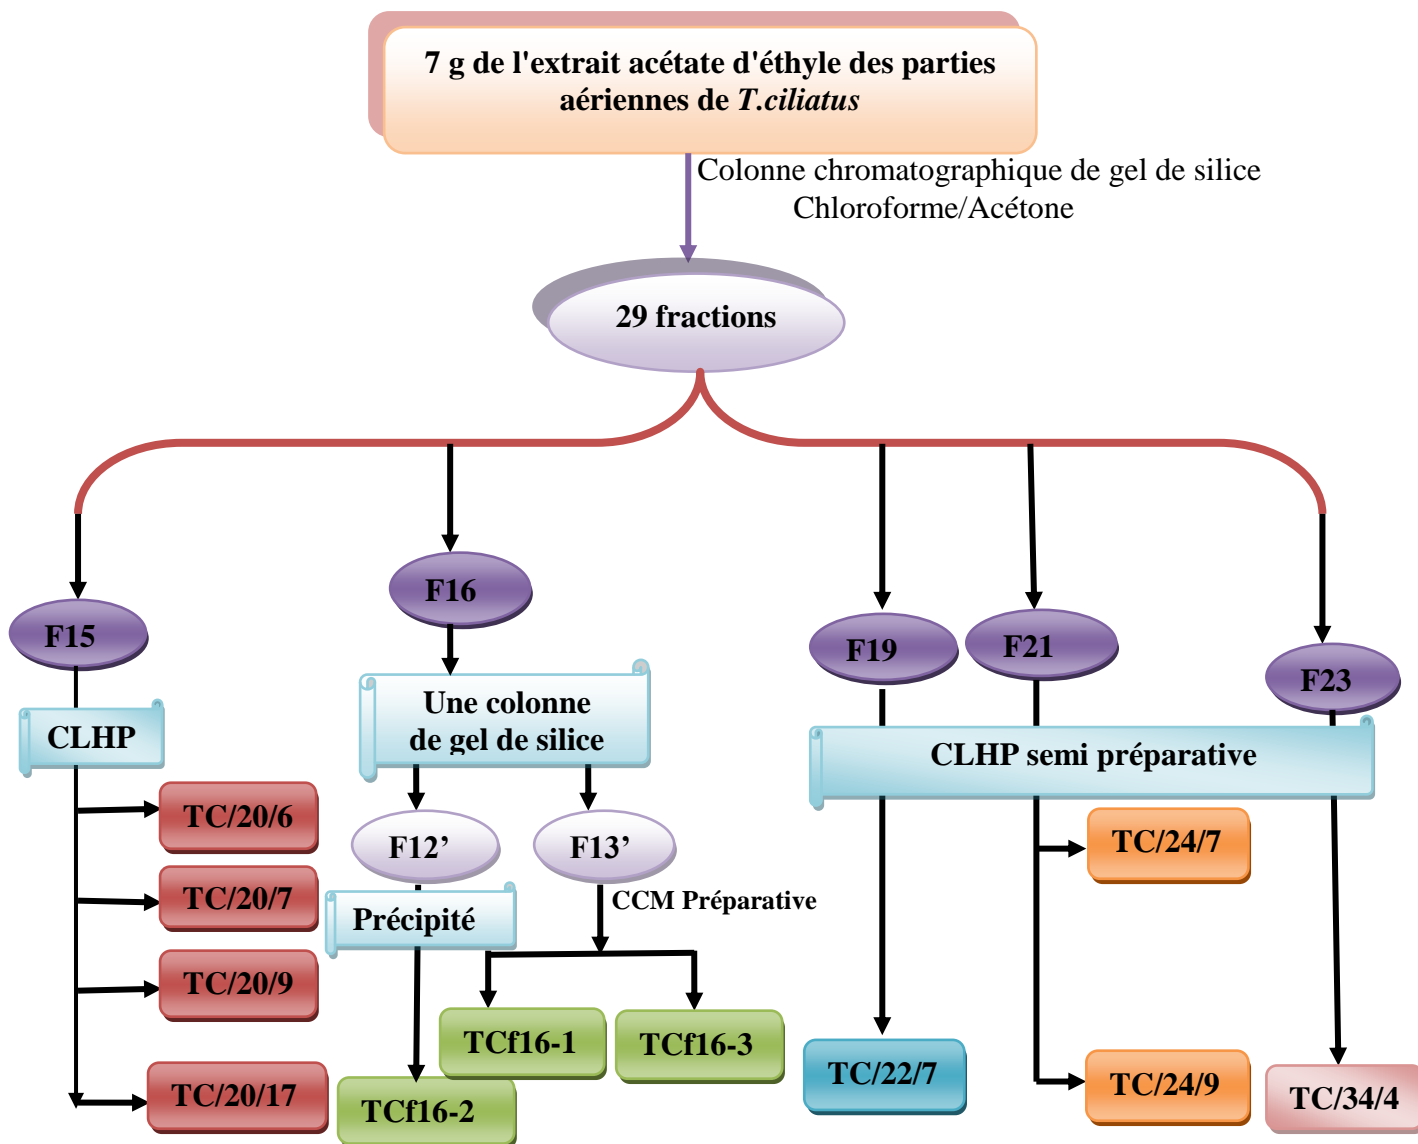 7 g de l'extrait acétate d'éthyle des parties
aériennes de T.ciliatus
Colonne chromatographique de gel de silice
Chloroforme/Acétone
29 fractions
F15
F16
F19
F21
F23
CLHP
Une colonne
de gel de silice
CLHP semi préparative
TC/20/6
TC/20/7
TC/20/9
TC/20/17
F12’
F13’
Précipité
CCM Préparative
TCf16-1
TCf16-3
TCf16-2
TC/22/7
TC/24/7
TC/24/9
TC/34/4